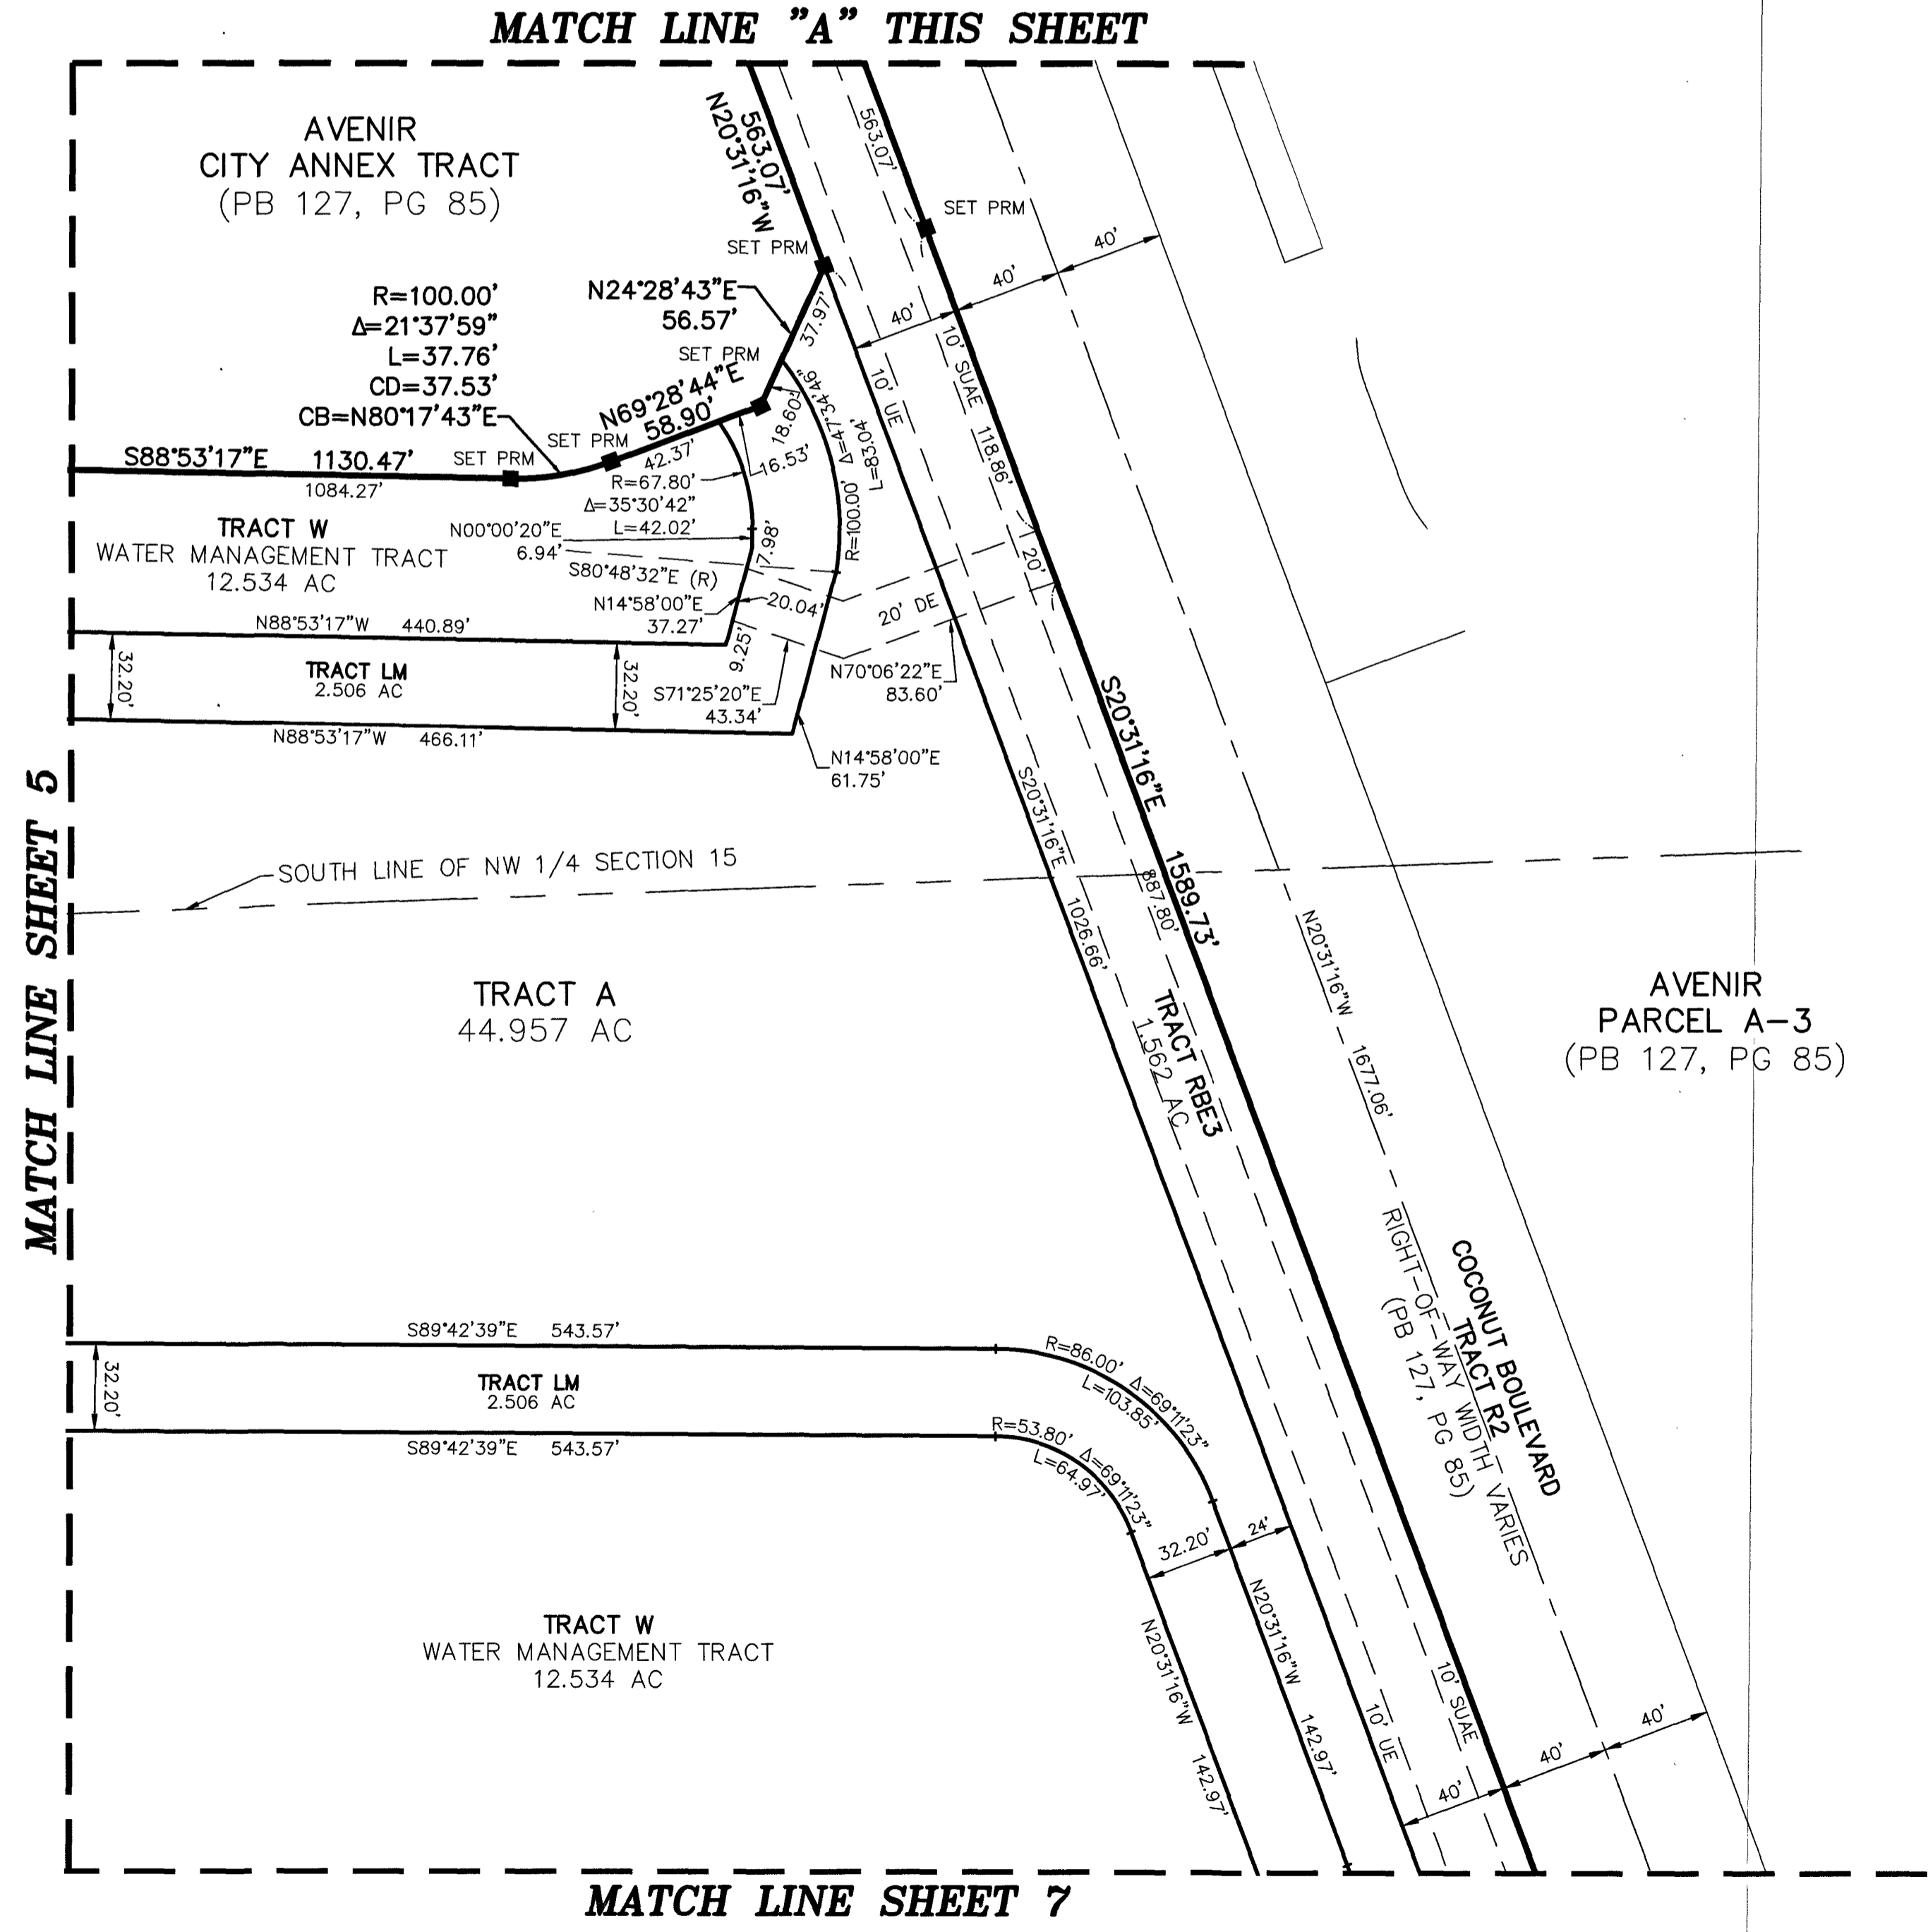 MATCH LINE "A" THIS SHEET
AVENIR
CITY ANNEX TRACT
(PB 127, PG 85)
563.07'
N20°31'16"W
563.07'
SET PRM
SET PRM
40'
40'
40'
R=100.00'
Δ=21°37'59"
L=37.76'
CD=37.53'
CB=N80°17'43"E
N24°28'43"E
56.57'
37.97'
SET PRM
N69°28'44"E
58.90'
SET PRM
42.37'
18.60'
16.53'
R=100.00' Δ=47°34'46"
L=83.04'
10' UE
10' SUAE
118.86'
S88°53'17"E 1130.47'
SET PRM
1084.27'
R=67.80'
Δ=35°30'42"
L=42.02'
TRACT W
WATER MANAGEMENT TRACT
12.534 AC
N00°00'20"E
6.94'
7.98'
S80°48'32"E (R)
N14°58'00"E
37.27'
20.04'
20' DE
20'
N88°53'17"W 440.89'
9.25'
32.20'
TRACT LM
2.506 AC
32.20'
S71°25'20"E
43.34'
N70°06'22"E
83.60'
N88°53'17"W 466.11'
N14°58'00"E
61.75'
S20°31'16"E 1589.73'
S20°31'16"E 1026.66'
887.80'
MATCH LINE SHEET 5
SOUTH LINE OF NW 1/4 SECTION 15
TRACT A
44.957 AC
TRACT RBE3
1.562 AC
N20°31'16"W 1677.06'
AVENIR
PARCEL A-3
(PB 127, PG 85)
COCONUT BOULEVARD
TRACT R2
RIGHT-OF-WAY WIDTH VARIES
(PB 127, PG 85)
S89°42'39"E 543.57'
R=86.00' Δ=69°11'23"
L=103.85'
32.20'
TRACT LM
2.506 AC
S89°42'39"E 543.57'
R=53.80' Δ=69°11'23"
L=64.97'
32.20'
24'
TRACT W
WATER MANAGEMENT TRACT
12.534 AC
N20°31'16"W 142.97'
N20°31'16"W 142.97'
10' UE
10' SUAE
40'
40'
40'
MATCH LINE SHEET 7